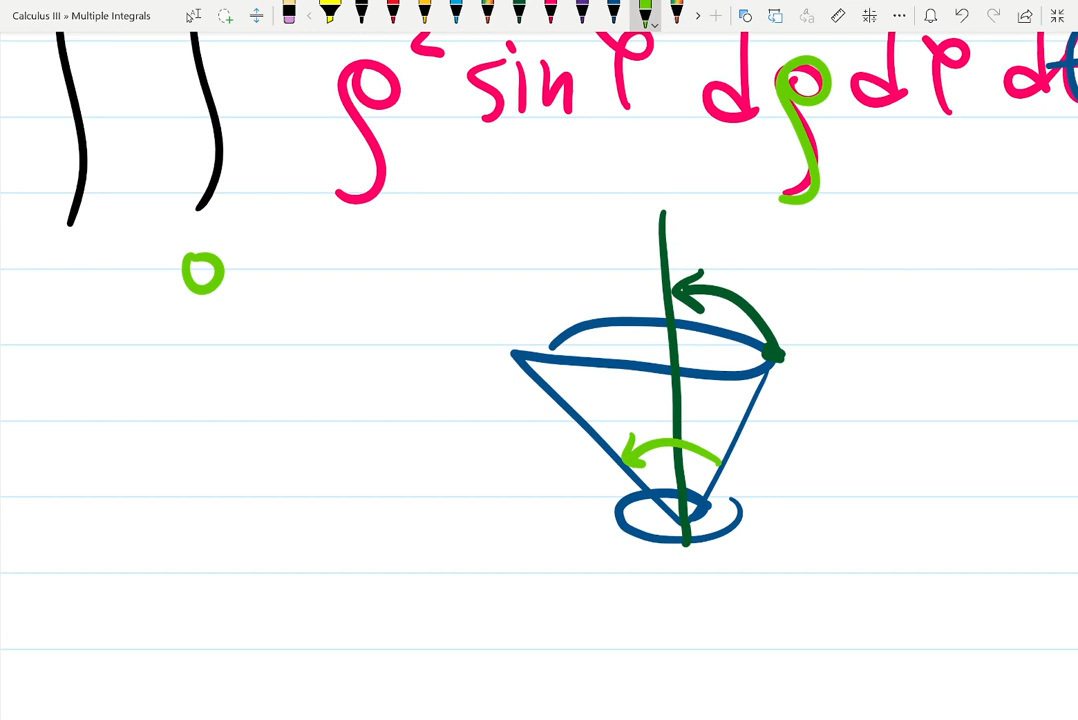 Calculus III » Multiple Integrals
∫ ∫ ρ² sin φ dρ dφ d
0